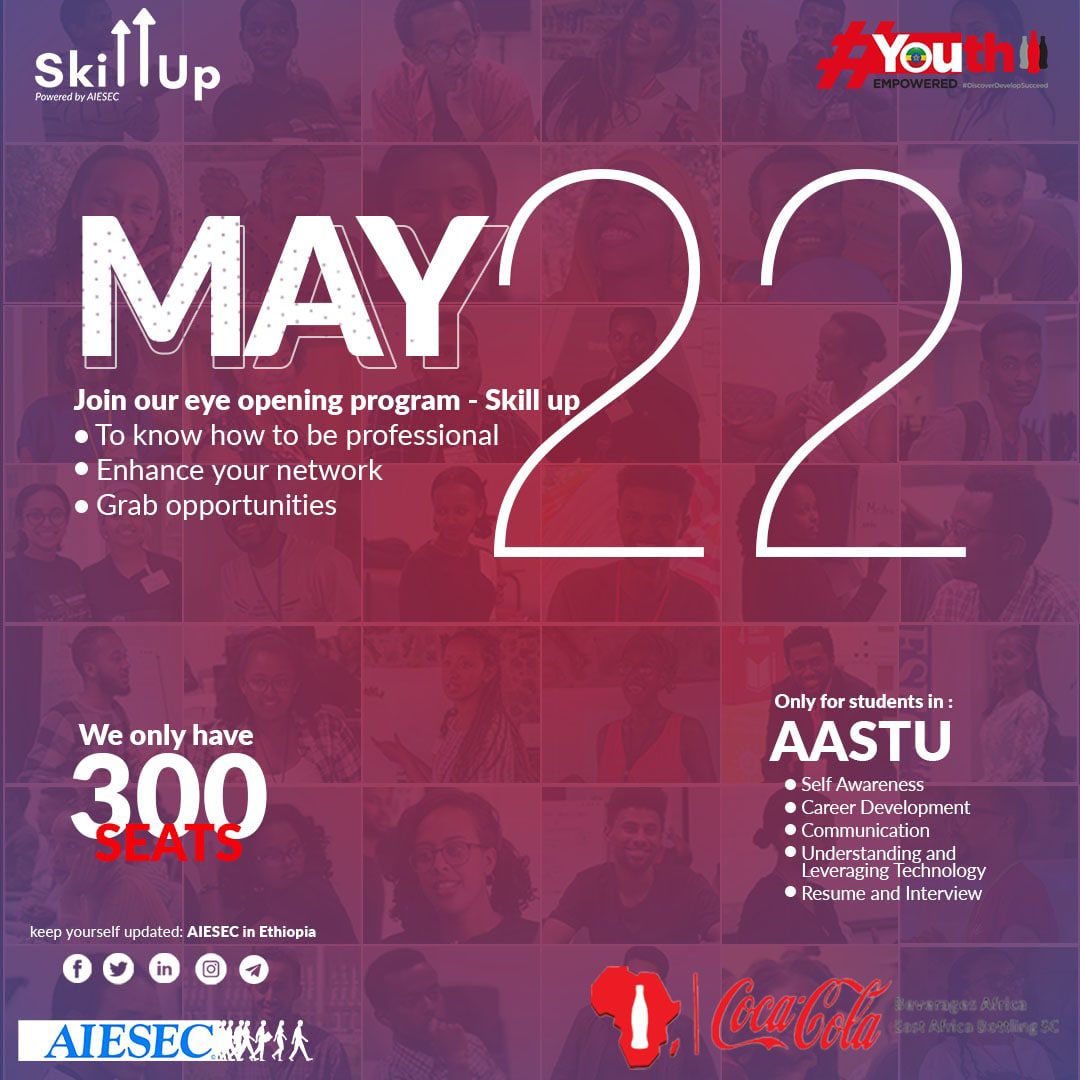 Skill Up
Powered by AIESEC
#Youth
EMPOWERED #DiscoverDevelopSucceed
MAY 22
Join our eye opening program - Skill up
• To know how to be professional
• Enhance your network
• Grab opportunities
We only have
300
SEATS
Only for students in :
AASTU
• Self Awareness
• Career Development
• Communication
• Understanding and
Leveraging Technology
• Resume and Interview
keep yourself updated: AIESEC in Ethiopia
AIESEC
Coca-Cola
Beverages Africa
East Africa Bottling SC